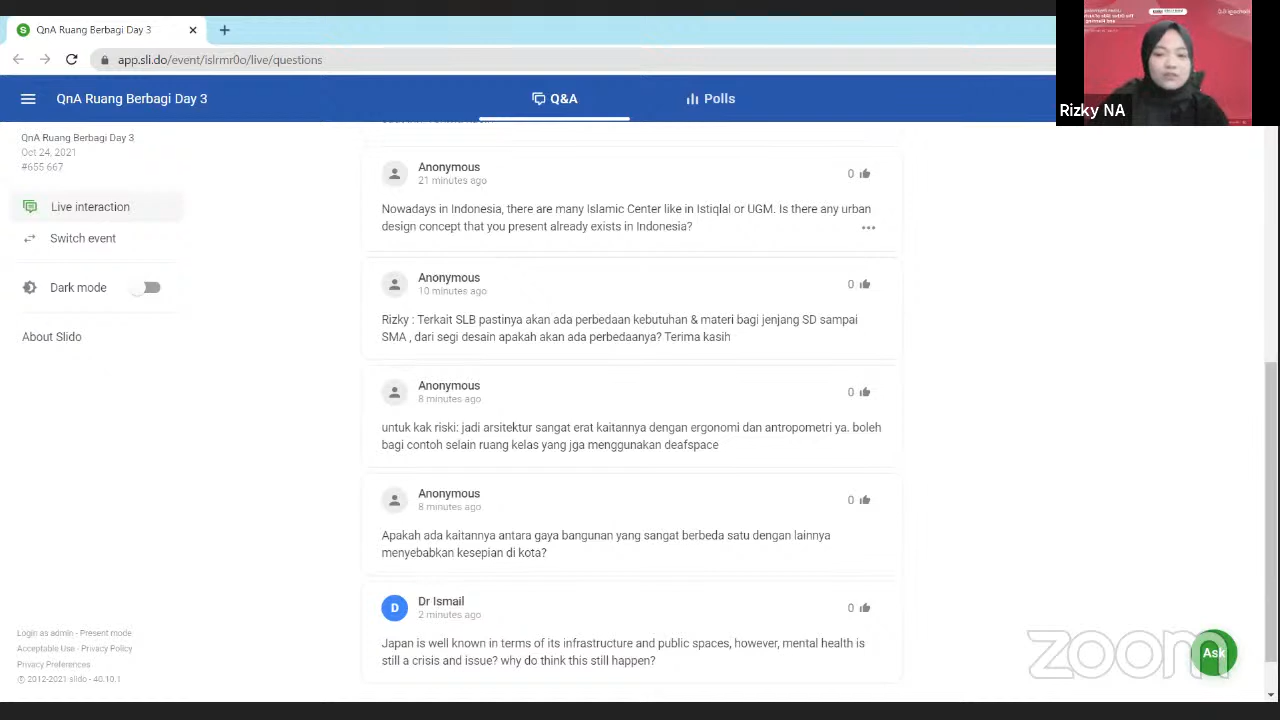 QnA Ruang Berbagi Day 3
app.sli.do/event/islrmr0o/live/questions
QnA Ruang Berbagi Day 3
Q&A
Polls
Rizky NA
QnA Ruang Berbagi Day 3
Oct 24, 2021
#655 667
Live interaction
Switch event
Dark mode
About Slido
Anonymous
21 minutes ago
0
Nowadays in Indonesia, there are many Islamic Center like in Istiqlal or UGM. Is there any urban
design concept that you present already exists in Indonesia?
Anonymous
10 minutes ago
0
Rizky : Terkait SLB pastinya akan ada perbedaan kebutuhan & materi bagi jenjang SD sampai
SMA , dari segi desain apakah akan ada perbedaanya? Terima kasih
Anonymous
8 minutes ago
0
untuk kak riski: jadi arsitektur sangat erat kaitannya dengan ergonomi dan antropometri ya. boleh
bagi contoh selain ruang kelas yang jga menggunakan deafspace
Anonymous
8 minutes ago
0
Apakah ada kaitannya antara gaya bangunan yang sangat berbeda satu dengan lainnya
menyebabkan kesepian di kota?
D
Dr Ismail
2 minutes ago
0
Japan is well known in terms of its infrastructure and public spaces, however, mental health is
still a crisis and issue? why do think this still happen?
Login as admin - Present mode
Acceptable Use - Privacy Policy
Privacy Preferences
© 2012-2021 slido - 40.10.1
zoom
Ask